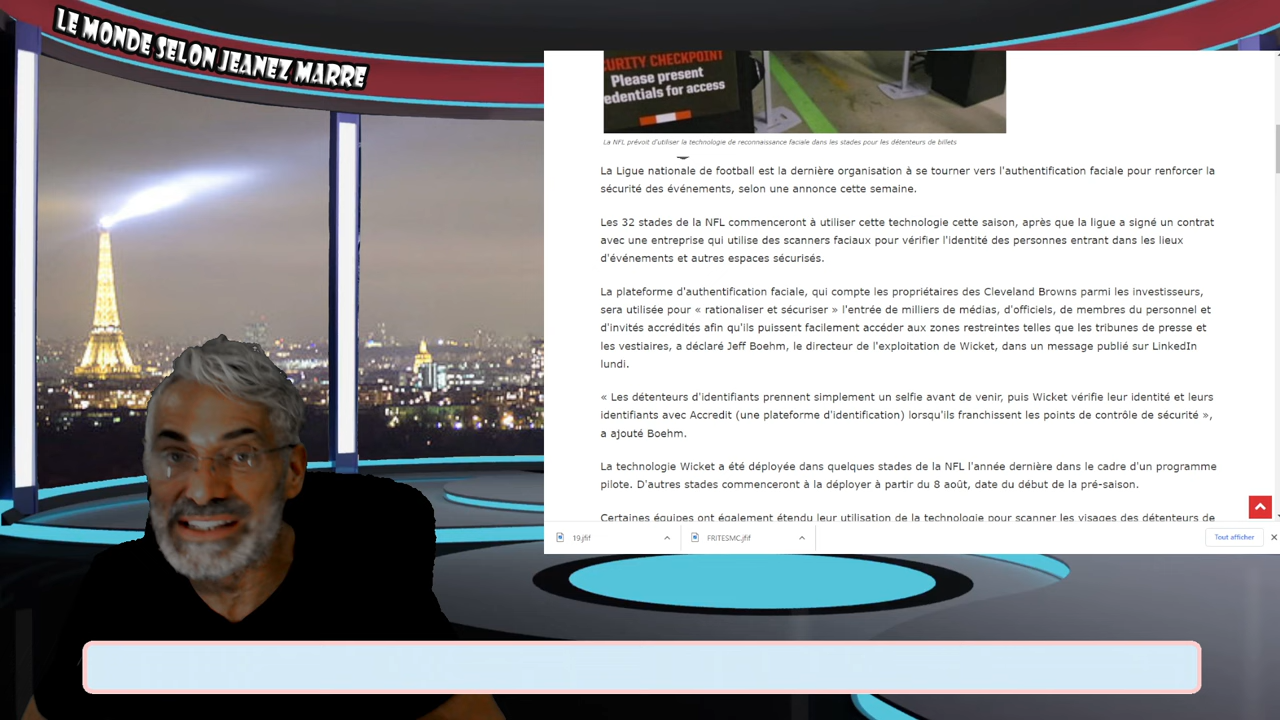 LE MONDE SELON JEANEZ MARRE
URITY CHECKPOINT
Please present
edentials for access
La NFL prévoit d'utiliser la technologie de reconnaissance faciale dans les stades pour les détenteurs de billets
La Ligue nationale de football est la dernière organisation à se tourner vers l'authentification faciale pour renforcer la
sécurité des événements, selon une annonce cette semaine.
Les 32 stades de la NFL commenceront à utiliser cette technologie cette saison, après que la ligue a signé un contrat
avec une entreprise qui utilise des scanners faciaux pour vérifier l'identité des personnes entrant dans les lieux
d'événements et autres espaces sécurisés.
La plateforme d'authentification faciale, qui compte les propriétaires des Cleveland Browns parmi les investisseurs,
sera utilisée pour « rationaliser et sécuriser » l'entrée de milliers de médias, d'officiels, de membres du personnel et
d'invités accrédités afin qu'ils puissent facilement accéder aux zones restreintes telles que les tribunes de presse et
les vestiaires, a déclaré Jeff Boehm, le directeur de l'exploitation de Wicket, dans un message publié sur LinkedIn
lundi.
« Les détenteurs d'identifiants prennent simplement un selfie avant de venir, puis Wicket vérifie leur identité et leurs
identifiants avec Accredit (une plateforme d'identification) lorsqu'ils franchissent les points de contrôle de sécurité »,
a ajouté Boehm.
La technologie Wicket a été déployée dans quelques stades de la NFL l'année dernière dans le cadre d'un programme
pilote. D'autres stades commenceront à la déployer à partir du 8 août, date du début de la pré-saison.
Certaines équipes ont également étendu leur utilisation de la technologie pour scanner les visages des détenteurs de
19.jfif
FRITESMC.jfif
Tout afficher